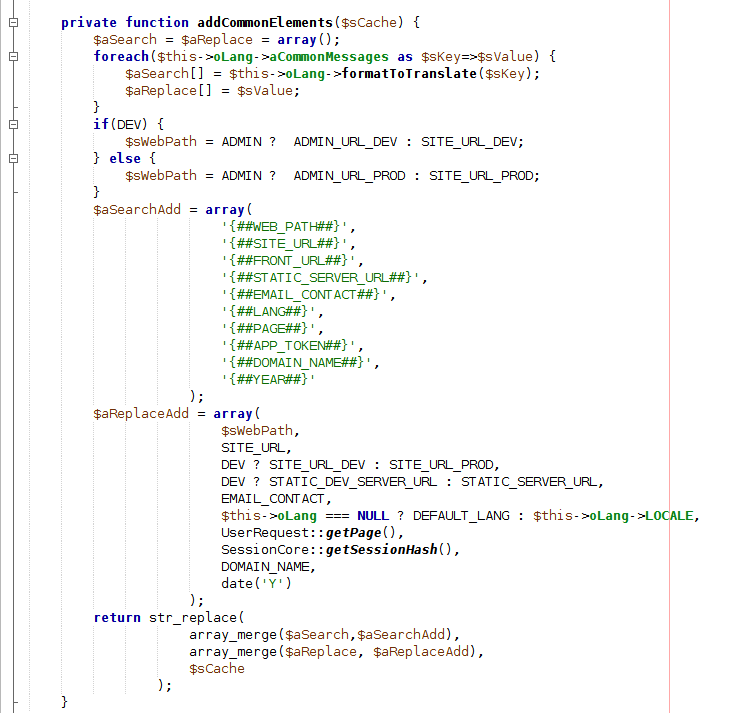 private function addCommonElements($sCache) {
$aSearch = $aReplace = array();
foreach($this->oLang->aCommonMessages as $sKey=>$sValue) {
$aSearch[] = $this->oLang->formatToTranslate($sKey);
$aReplace[] = $sValue;
}
if(DEV) {
$sWebPath = ADMIN ?  ADMIN_URL_DEV : SITE_URL_DEV;
} else {
$sWebPath = ADMIN ?  ADMIN_URL_PROD : SITE_URL_PROD;
}
$aSearchAdd = array(
'{##WEB_PATH##}',
'{##SITE_URL##}',
'{##FRONT_URL##}',
'{##STATIC_SERVER_URL##}',
'{##EMAIL_CONTACT##}',
'{##LANG##}',
'{##PAGE##}',
'{##APP_TOKEN##}',
'{##DOMAIN_NAME##}',
'{##YEAR##}'
);
$aReplaceAdd = array(
$sWebPath,
SITE_URL,
DEV ? SITE_URL_DEV : SITE_URL_PROD,
DEV ? STATIC_DEV_SERVER_URL : STATIC_SERVER_URL,
EMAIL_CONTACT,
$this->oLang === NULL ? DEFAULT_LANG : $this->oLang->LOCALE,
UserRequest::getPage(),
SessionCore::getSessionHash(),
DOMAIN_NAME,
date('Y')
);
return str_replace(
array_merge($aSearch,$aSearchAdd),
array_merge($aReplace, $aReplaceAdd),
$sCache
);
}